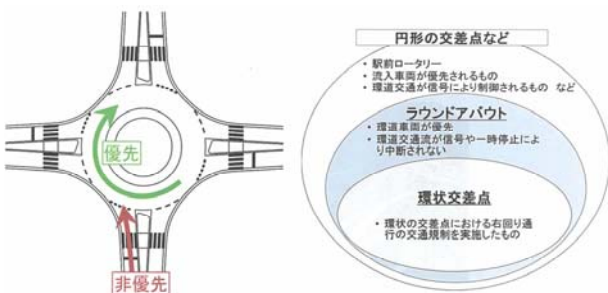 優先
非優先
円形の交差点など
• 駅前ロータリー
• 流入車両が優先されるもの
• 環道交通が信号により制御されるもの など
ラウンドアバウト
• 環道車両が優先
• 環道交通流が信号や一時停止によ
り中断されない
環状交差点
• 環状の交差点における右回り通
行の交通規制を実施したもの